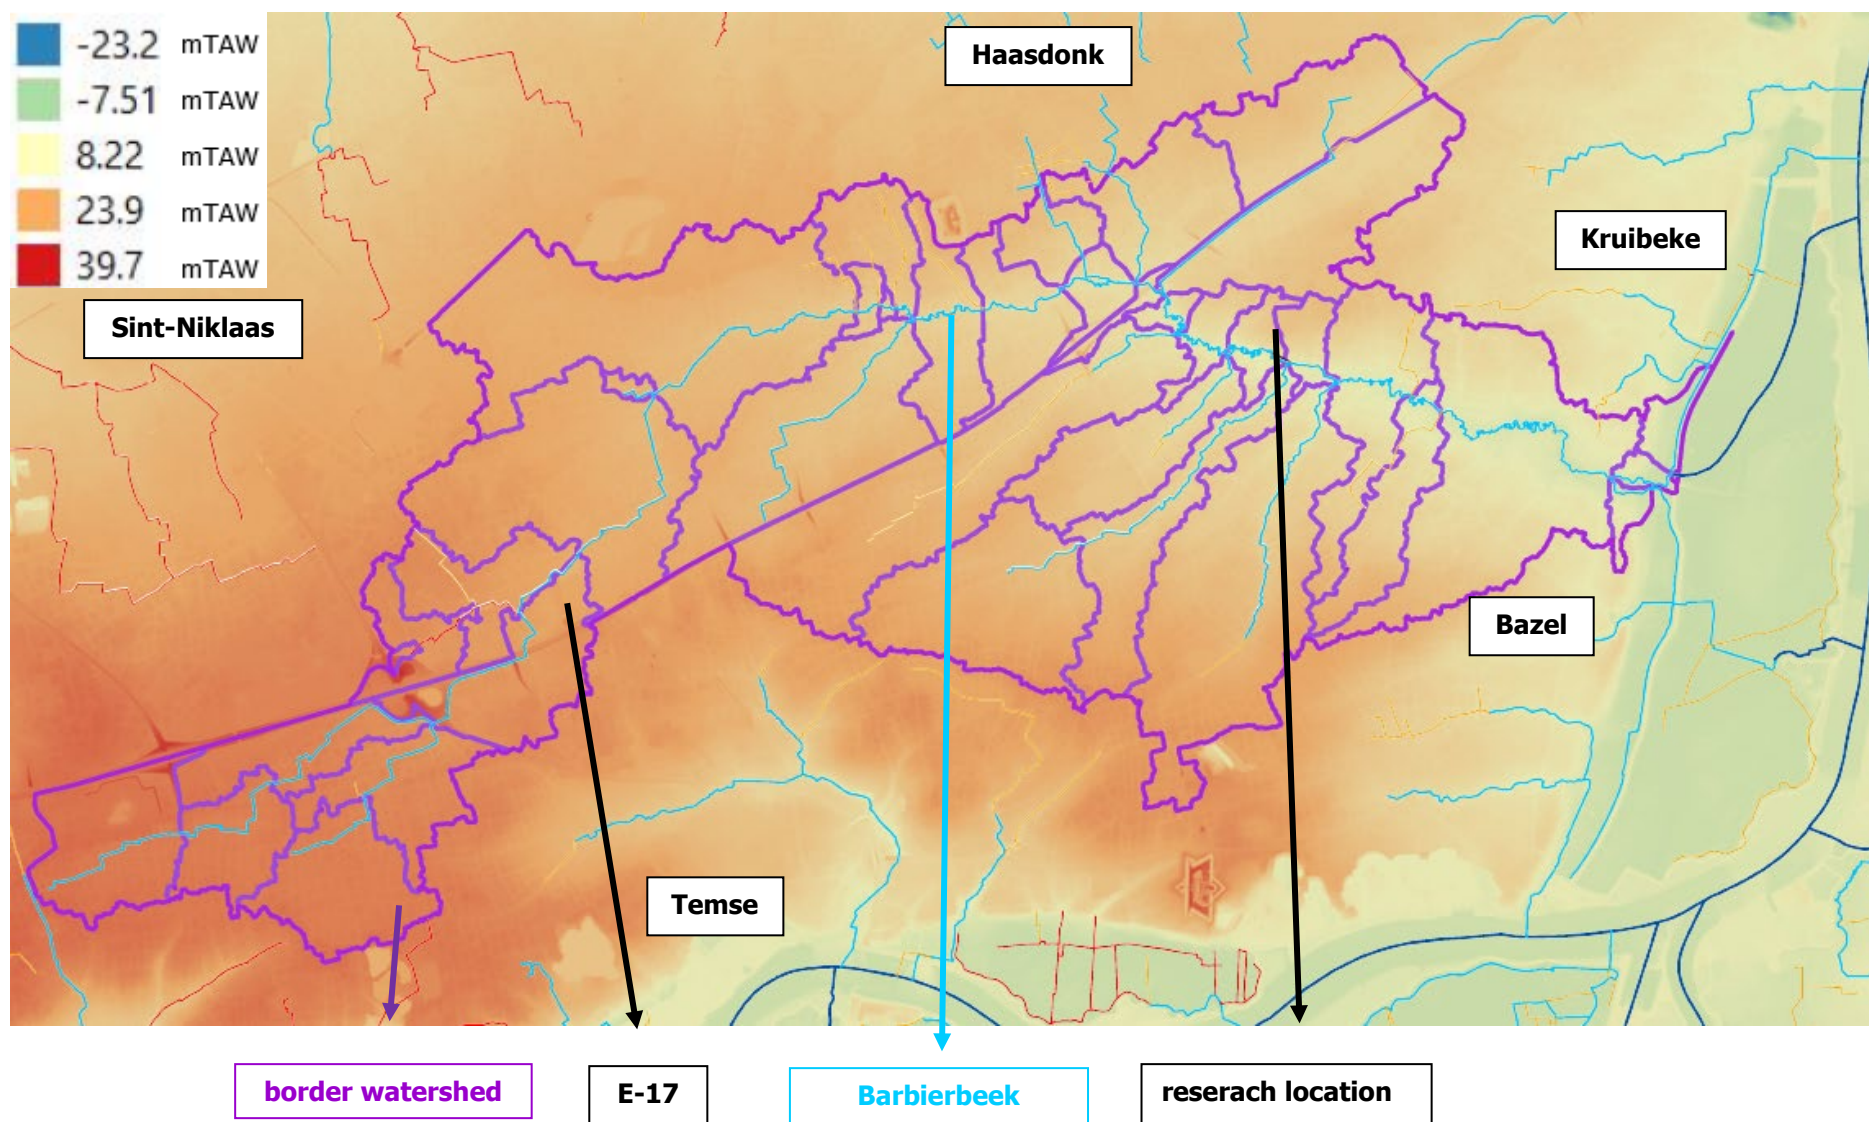 -23.2 mTAW
-7.51 mTAW
8.22 mTAW
23.9 mTAW
39.7 mTAW
Haasdonk
Kruibeke
Sint-Niklaas
Bazel
Temse
border watershed
E-17
Barbierbeek
reserach location